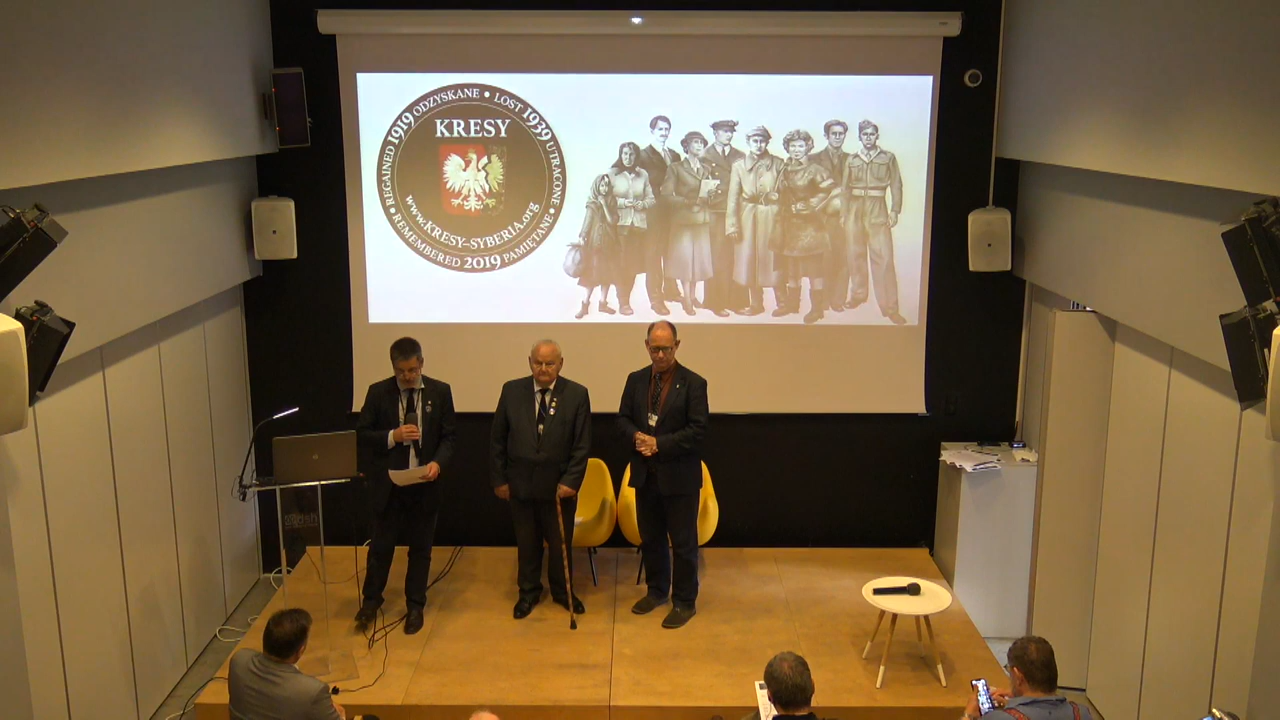 REGAINED 1919 ODZYSKANE • LOST 1939 UTRACONE •
KRESY
www.KRESY-SYBERIA.org
REMEMBERED 2019 PAMIĘTANE